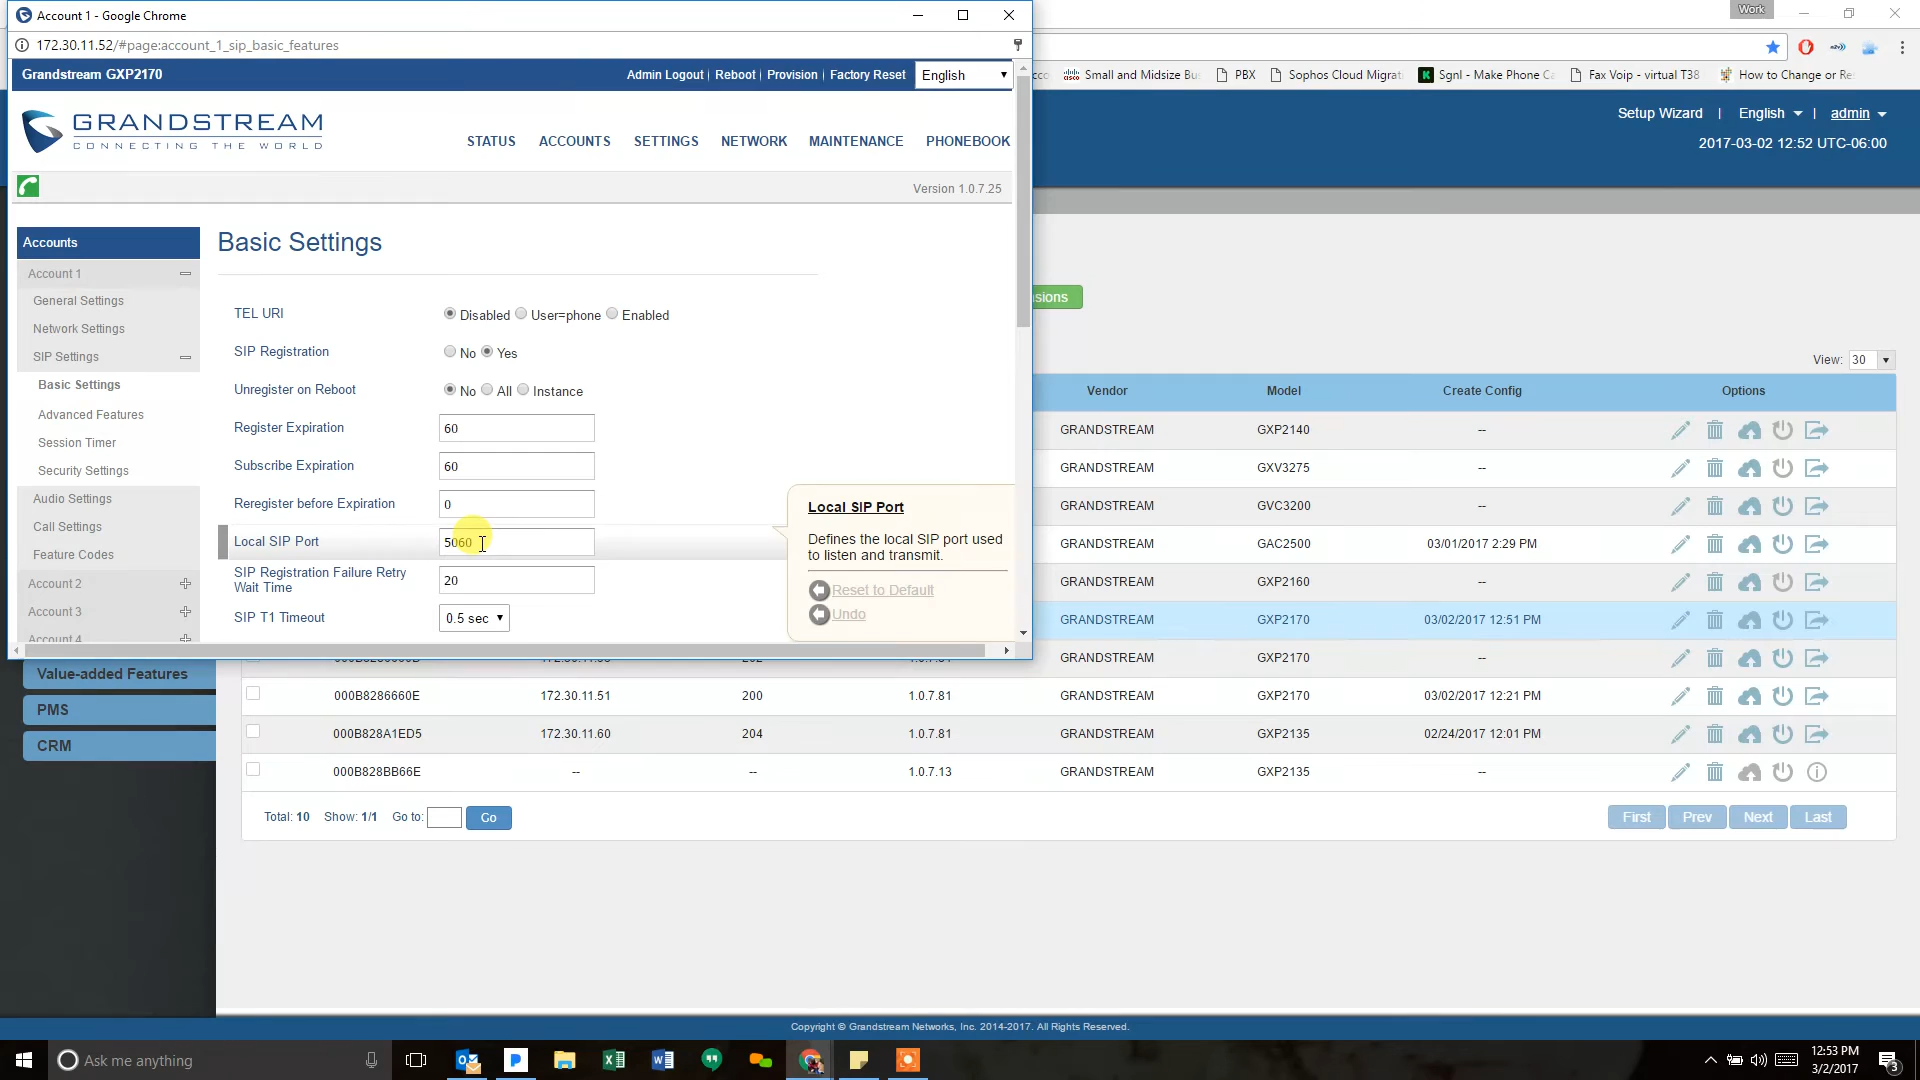 Account 1 - Google Chrome
Work
172.30.11.52/#page:account_1_sip_basic_features
Small and Midsize Bu
PBX
Sophos Cloud Migrat
Sgnl - Make Phone Ca
Fax Voip - virtual T38
How to Change or Re
Grandstream GXP2170
Admin Logout | Reboot | Provision | Factory Reset
English
Setup Wizard | English | admin
2017-03-02 12:52 UTC-06:00
GRANDSTREAM
CONNECTING THE WORLD
STATUS ACCOUNTS SETTINGS NETWORK MAINTENANCE PHONEBOOK
Version 1.0.7.25
Accounts
Account 1
General Settings
Network Settings
SIP Settings
Basic Settings
Advanced Features
Session Timer
Security Settings
Audio Settings
Call Settings
Feature Codes
Account 2
Account 3
Account 4
Basic Settings
TEL URI Disabled User=phone Enabled
SIP Registration No Yes
Unregister on Reboot No All Instance
Register Expiration 60
Subscribe Expiration 60
Reregister before Expiration 0
Local SIP Port 5060
SIP Registration Failure Retry
Wait Time 20
SIP T1 Timeout 0.5 sec
Local SIP Port
Defines the local SIP port used
to listen and transmit.
Reset to Default
Undo
sions
View: 30
Vendor Model Create Config Options
GRANDSTREAM GXP2140 --
GRANDSTREAM GXV3275 --
GRANDSTREAM GVC3200 --
GRANDSTREAM GAC2500 03/01/2017 2:29 PM
GRANDSTREAM GXP2160 --
GRANDSTREAM GXP2170 03/02/2017 12:51 PM
GRANDSTREAM GXP2170 --
000B8286660E 172.30.11.51 200 1.0.7.81 GRANDSTREAM GXP2170 03/02/2017 12:21 PM
000B828A1ED5 172.30.11.60 204 1.0.7.81 GRANDSTREAM GXP2135 02/24/2017 12:01 PM
000B828BB66E -- -- 1.0.7.13 GRANDSTREAM GXP2135 --
Value-added Features
PMS
CRM
Total: 10 Show: 1/1 Go to: Go
First Prev Next Last
Copyright © Grandstream Networks, Inc. 2014-2017. All Rights Reserved.
Ask me anything
12:53 PM
3/2/2017
3